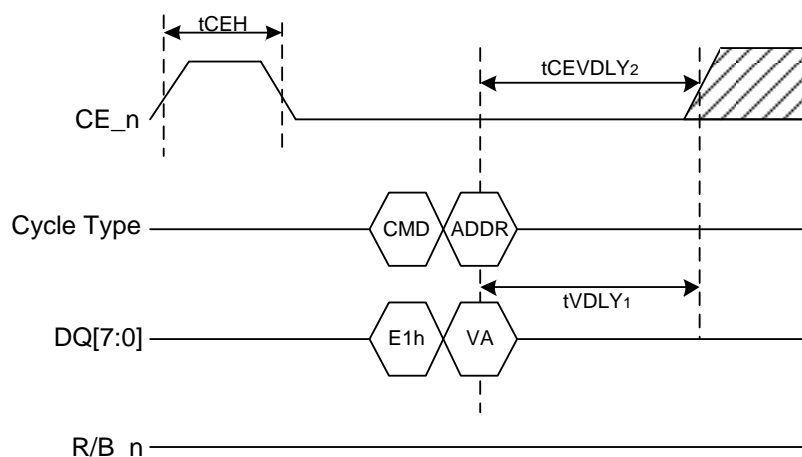 tCEH
tCEVDLY2
CE_n
Cycle Type
CMD
ADDR
tVDLY1
DQ[7:0]
E1h
VA
R/B_n